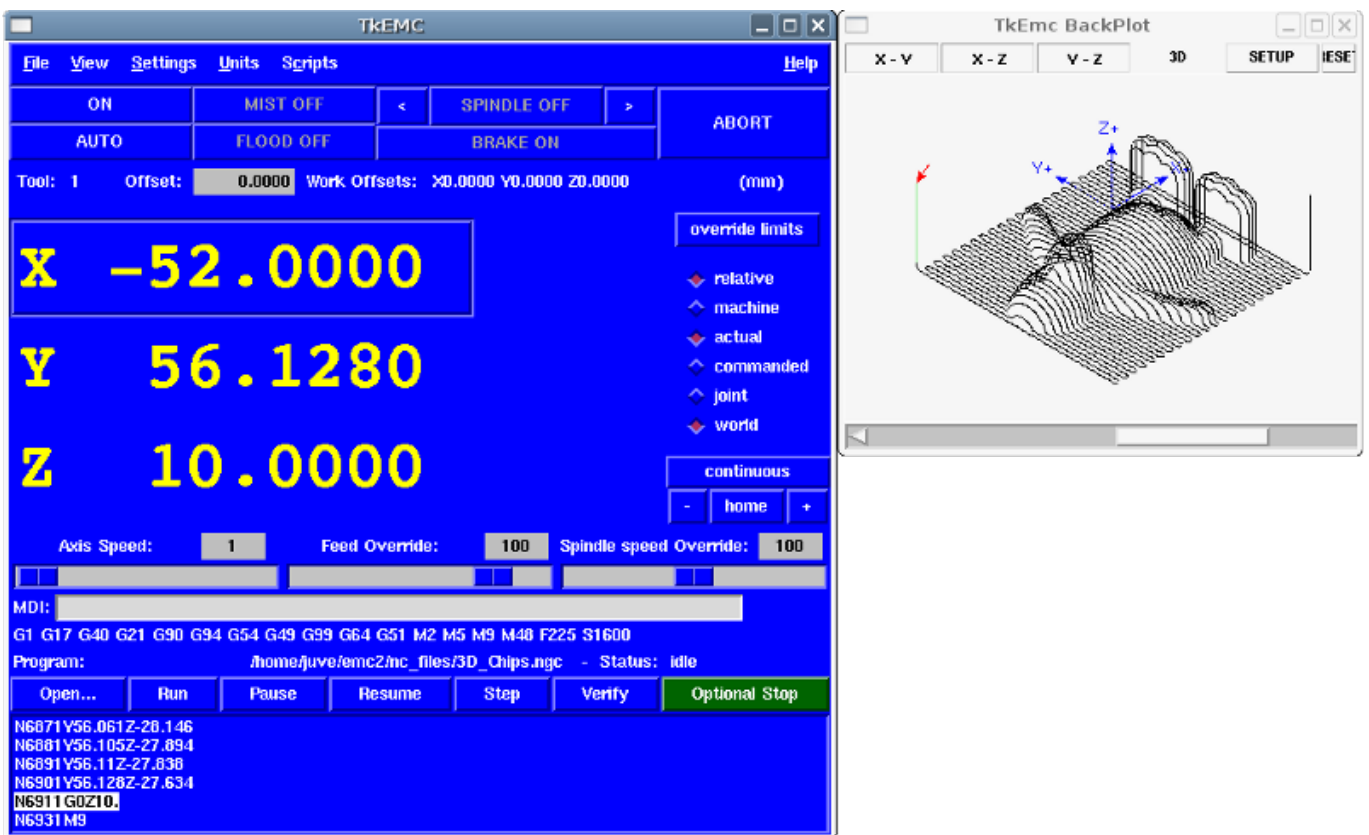 TkEMC
File View Settings Units Scripts Help
ON MIST OFF < SPINDLE OFF > ABORT
AUTO FLOOD OFF BRAKE ON
Tool: 1 Offset: 0.0000 Work Offsets: X0.0000 Y0.0000 Z0.0000 (mm)
override limits
X -52.0000
relative
machine
Y 56.1280
actual
commanded
joint
world
Z 10.0000
continuous
- home +
Axis Speed: 1 Feed Override: 100 Spindle speed Override: 100
MDI:
G1 G17 G40 G21 G90 G94 G54 G49 G99 G64 G51 M2 M5 M9 M48 F225 S1600
Program: /home/juve/emc2/nc_files/3D_Chips.ngc - Status: idle
Open... Run Pause Resume Step Verify Optional Stop
N6871Y56.061Z-28.146
N6881Y56.105Z-27.894
N6891Y56.11Z-27.838
N6901Y56.128Z-27.634
N6911G0Z10.
N6931M9
TkEmc BackPlot
X - Y X - Z Y - Z 3D SETUP
Z+
Y+